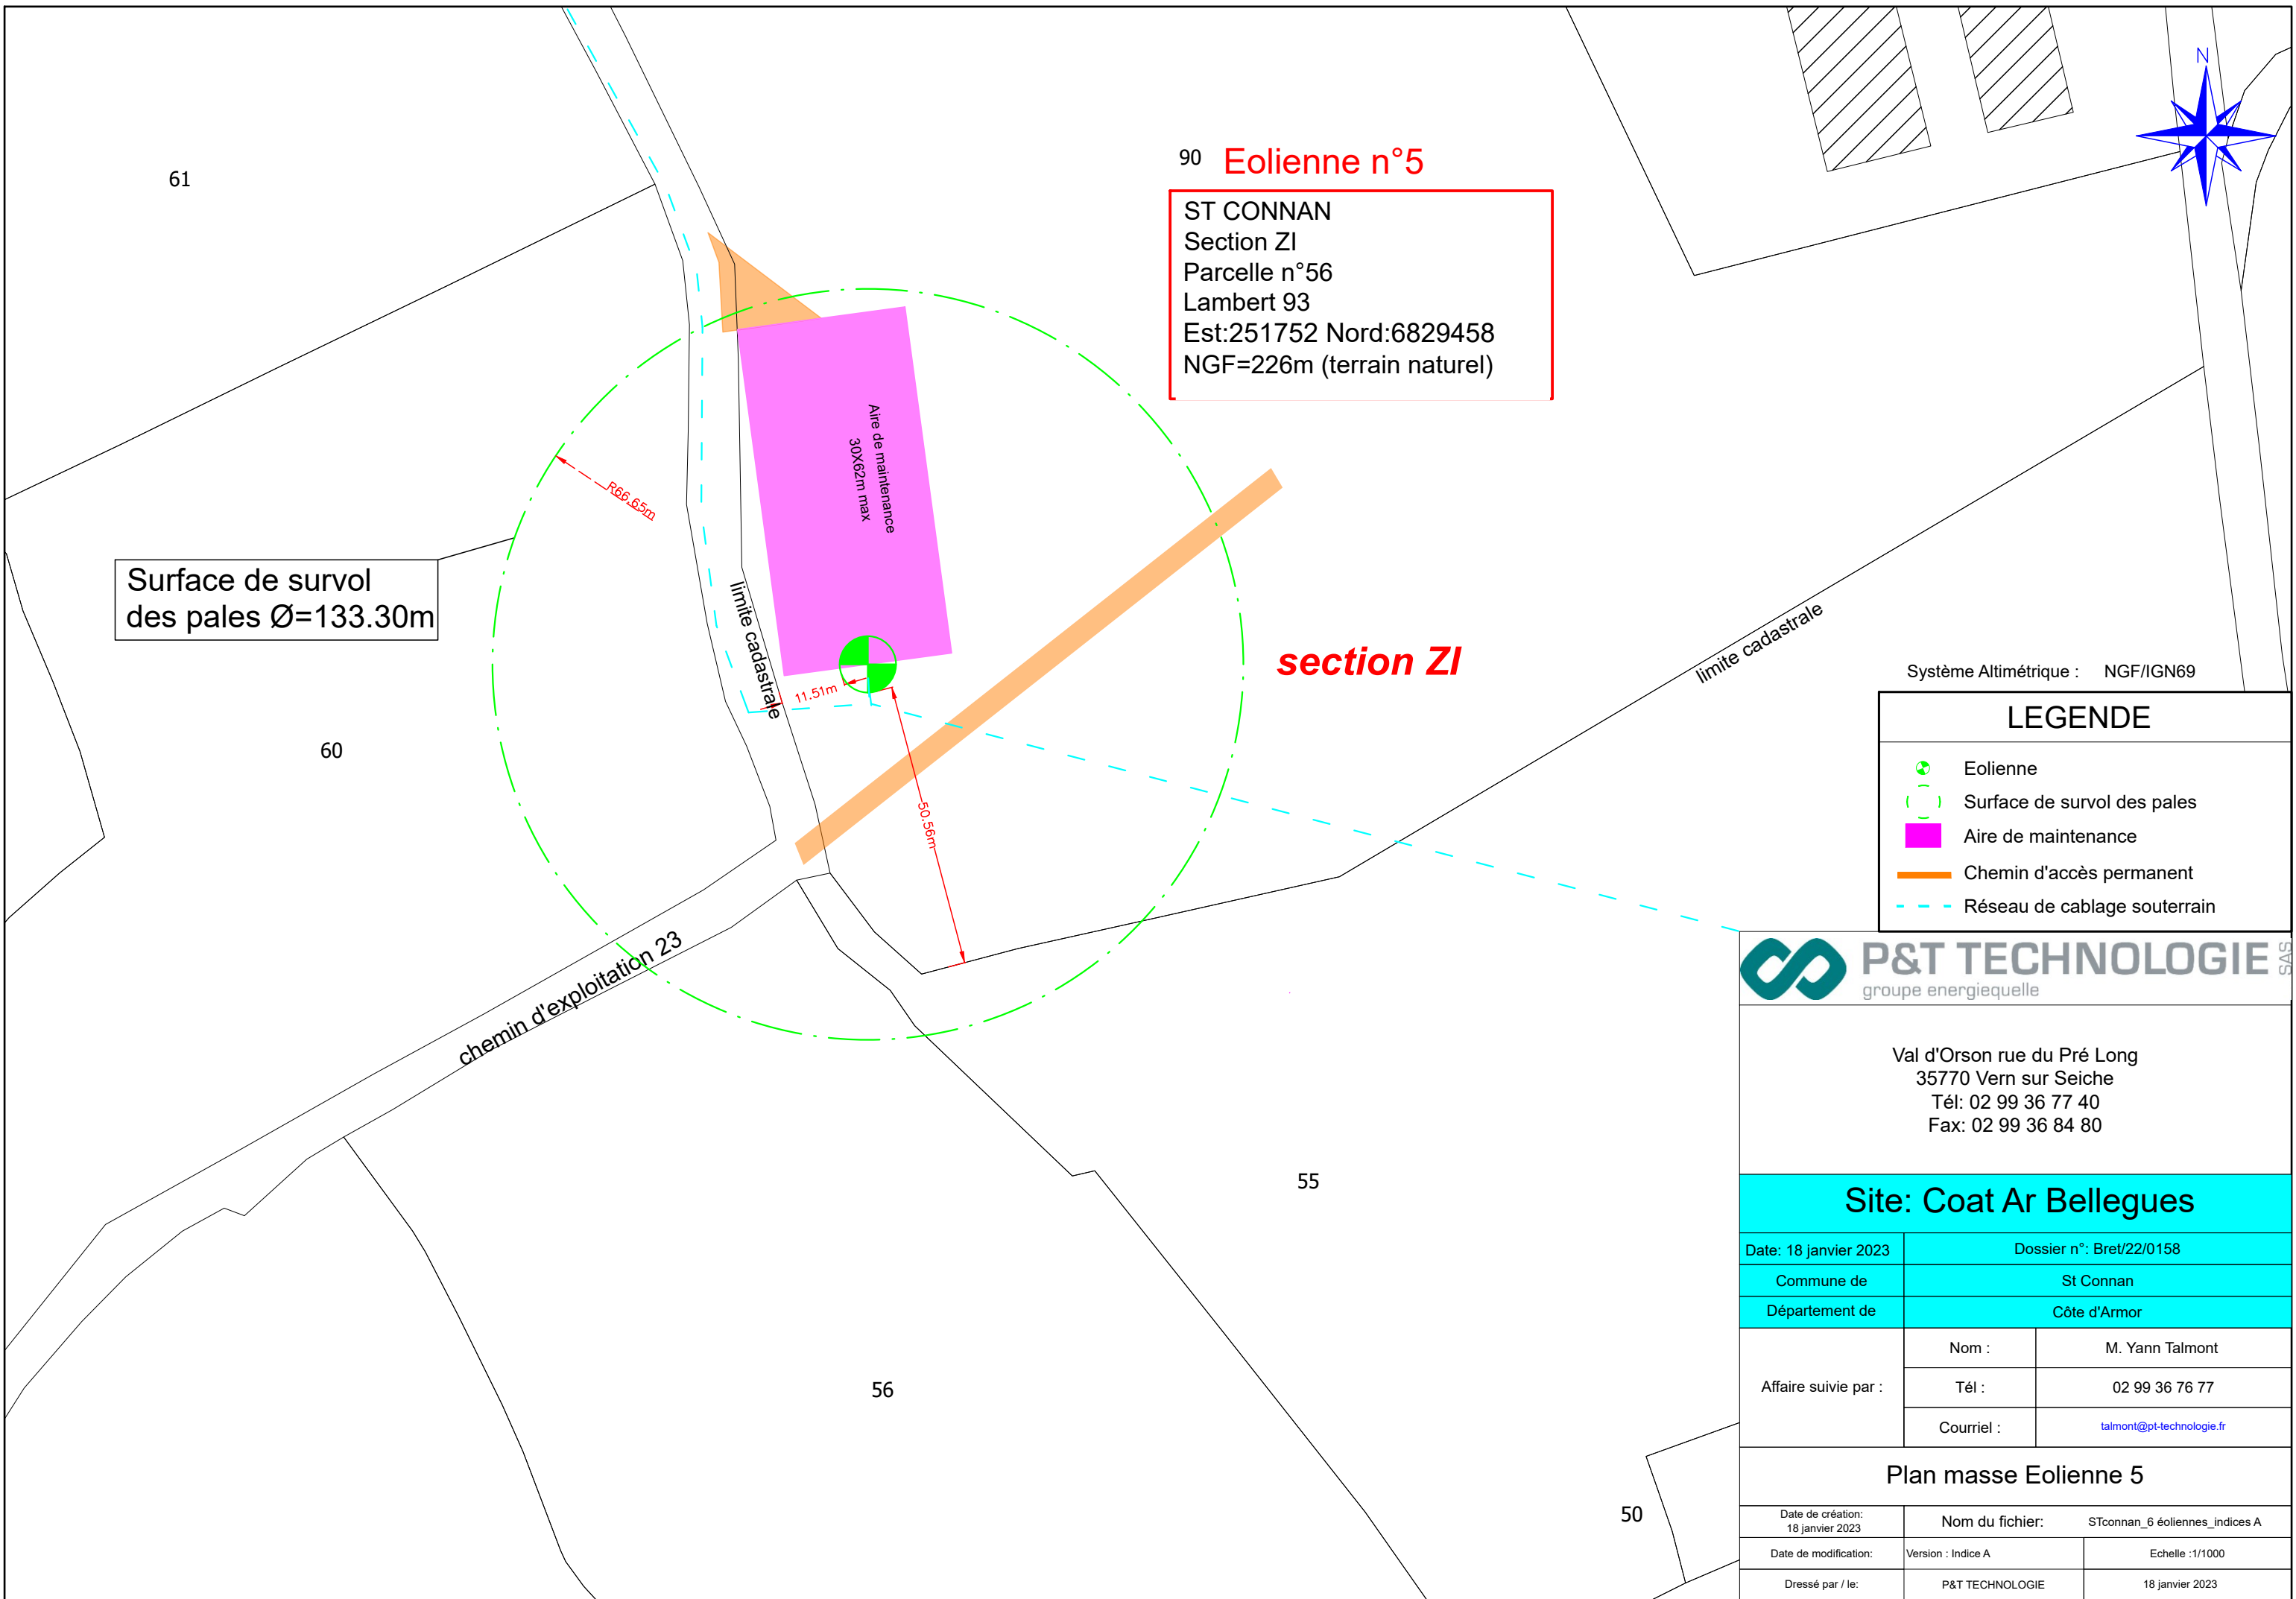 61
90 Eolienne n°5
ST CONNAN
Section ZI
Parcelle n°56
Lambert 93
Est:251752 Nord:6829458
NGF=226m (terrain naturel)
N
Aire de maintenance
30X62m max
R66.65m
Surface de survol
des pales Ø=133.30m
limite cadastrale
11.51m
50.56m
section ZI
limite cadastrale
60
chemin d'exploitation 23
55
56
50
Système Altimétrique : NGF/IGN69
LEGENDE
Eolienne
Surface de survol des pales
Aire de maintenance
Chemin d'accès permanent
Réseau de cablage souterrain
P&T TECHNOLOGIE SAS
groupe energiequelle
Val d'Orson rue du Pré Long
35770 Vern sur Seiche
Tél: 02 99 36 77 40
Fax: 02 99 36 84 80
Site: Coat Ar Bellegues
Date: 18 janvier 2023 Dossier n°: Bret/22/0158
Commune de St Connan
Département de Côte d'Armor
Affaire suivie par :
Nom : M. Yann Talmont
Tél : 02 99 36 76 77
Courriel : talmont@pt-technologie.fr
Plan masse Eolienne 5
Date de création:
18 janvier 2023
Nom du fichier: STconnan_6 éoliennes_indices A
Date de modification: Version : Indice A Echelle :1/1000
Dressé par / le: P&T TECHNOLOGIE 18 janvier 2023